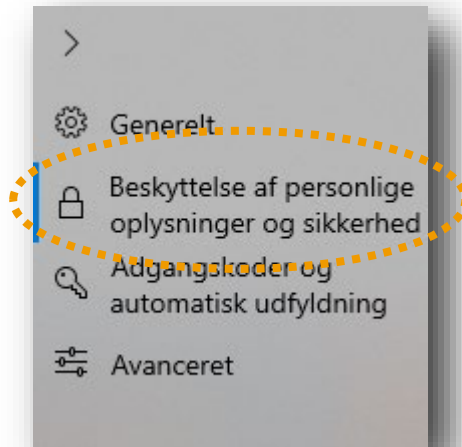 Generelt
Beskyttelse af personlige
oplysninger og sikkerhed
Adgangskoder og
automatisk udfyldning
Avanceret